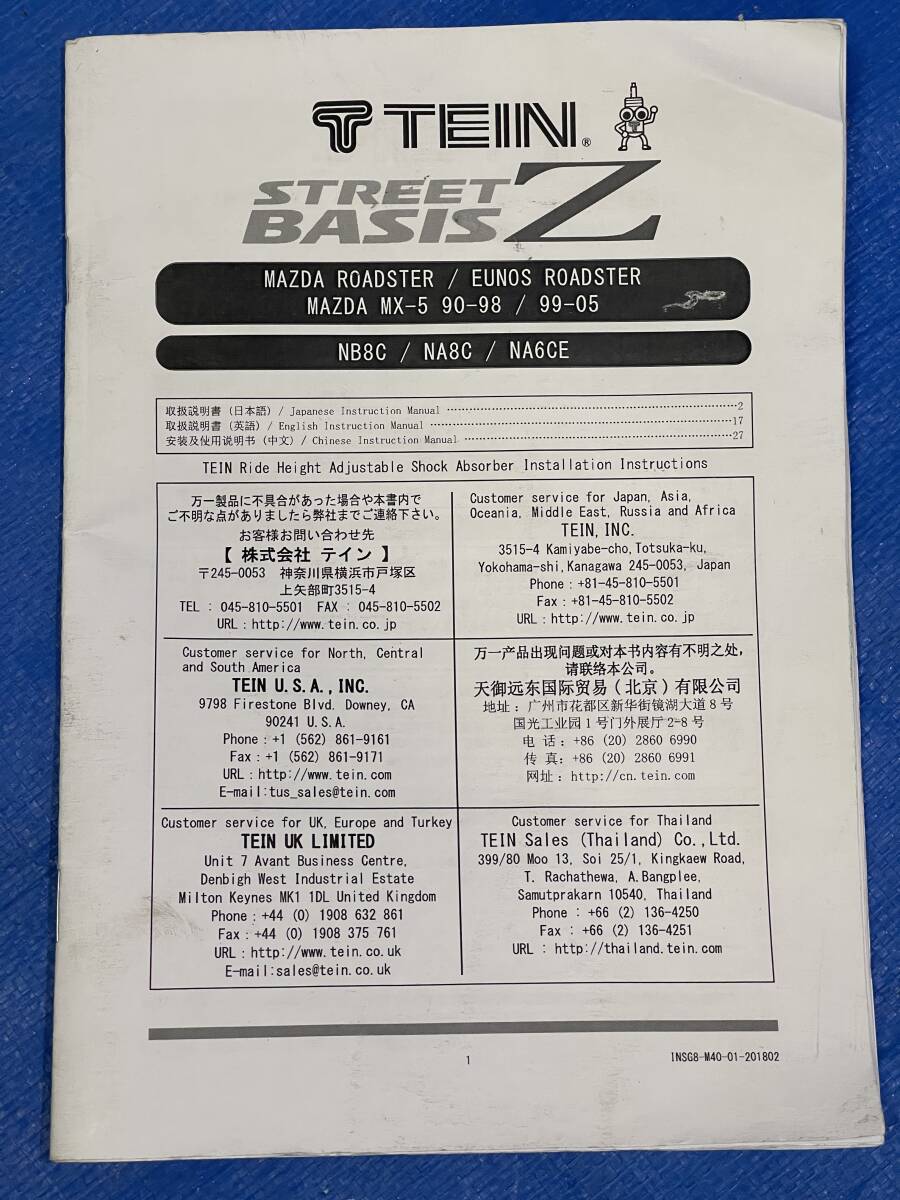 TEIN®
STREET
BASIS Z
MAZDA ROADSTER / EUNOS ROADSTER
MAZDA MX-5 90-98 / 99-05
NB8C / NA8C / NA6CE
取扱説明書 (日本語) / Japanese Instruction Manual ……………………………………………………2
取扱説明書 (英語) / English Instruction Manual ……………………………………………………17
安装及使用说明书 (中文) / Chinese Instruction Manual ……………………………………………………27
TEIN Ride Height Adjustable Shock Absorber Installation Instructions
万一製品に不具合があった場合や本書内で
ご不明な点がありましたら弊社までご連絡下さい。
お客様お問い合わせ先
【 株式会社 テイン 】
〒245-0053 神奈川県横浜市戸塚区
上矢部町3515-4
TEL : 045-810-5501 FAX : 045-810-5502
URL : http://www.tein.co.jp
Customer service for Japan, Asia,
Oceania, Middle East, Russia and Africa
TEIN, INC.
3515-4 Kamiyabe-cho, Totsuka-ku,
Yokohama-shi, Kanagawa 245-0053, Japan
Phone : +81-45-810-5501
Fax : +81-45-810-5502
URL : http://www.tein.co.jp
Customer service for North, Central
and South America
TEIN U.S.A., INC.
9798 Firestone Blvd. Downey, CA
90241 U.S.A.
Phone : +1 (562) 861-9161
Fax : +1 (562) 861-9171
URL : http://www.tein.com
E-mail:tus_sales@tein.com
万一产品出现问题或对本书内容有不明之处,
请联络本公司。
天御远东国际贸易(北京)有限公司
地址: 广州市花都区新华街镜湖大道8号
国光工业园1号门外展厅2-8号
电 话: +86 (20) 2860 6990
传 真: +86 (20) 2860 6991
网址: http://cn.tein.com
Customer service for UK, Europe and Turkey
TEIN UK LIMITED
Unit 7 Avant Business Centre,
Denbigh West Industrial Estate
Milton Keynes MK1 1DL United Kingdom
Phone : +44 (0) 1908 632 861
Fax : +44 (0) 1908 375 761
URL : http://www.tein.co.uk
E-mail:sales@tein.co.uk
Customer service for Thailand
TEIN Sales (Thailand) Co., Ltd.
399/80 Moo 13, Soi 25/1, Kingkaew Road,
T. Rachathewa, A.Bangplee,
Samutprakarn 10540, Thailand
Phone : +66 (2) 136-4250
Fax : +66 (2) 136-4251
URL : http://thailand.tein.com
1
INSG8-M40-01-201802